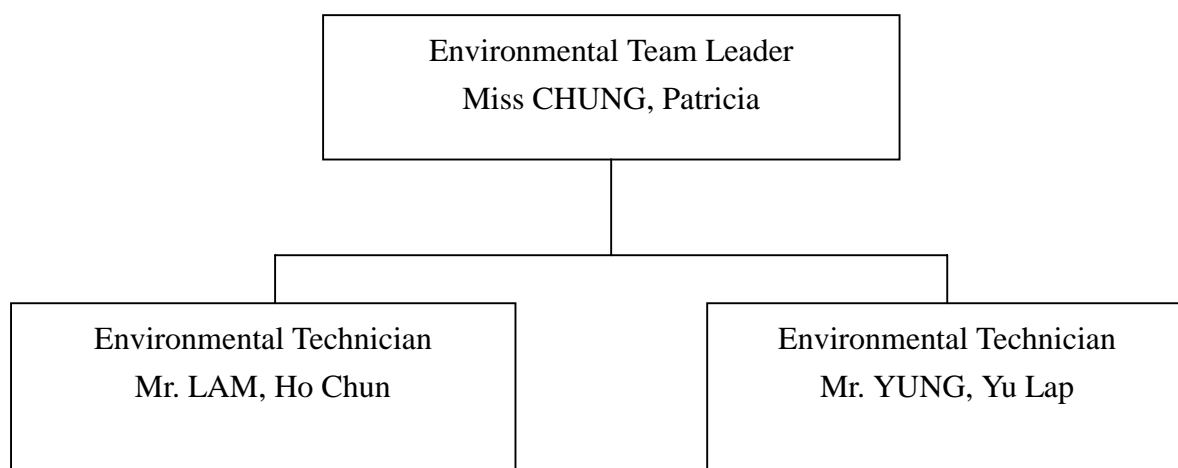 Environmental Team Leader
Miss CHUNG, Patricia
Environmental Technician
Mr. LAM, Ho Chun
Environmental Technician
Mr. YUNG, Yu Lap